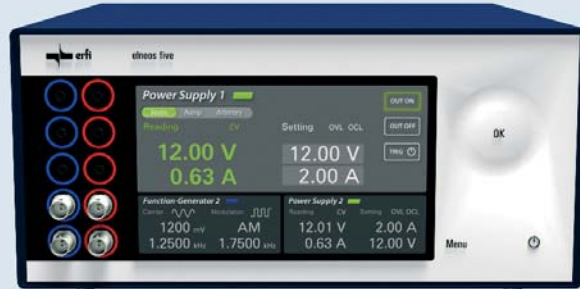 erfi elneos five
Power Supply 1
Basic Ramp Arbitrary
Reading CV Setting OVL OCL
12.00 V 12.00 V
0.63 A 2.00 A
OUT ON
OUT OFF
TRIG
OK
Function-Generator 2
Carrier Modulation
1200 mV AM
1.2500 kHz 1.7500 kHz
Power Supply 2
Reading CV Setting OVL OCL
12.01 V 2.00 A
0.63 A 12.00 V
Menu